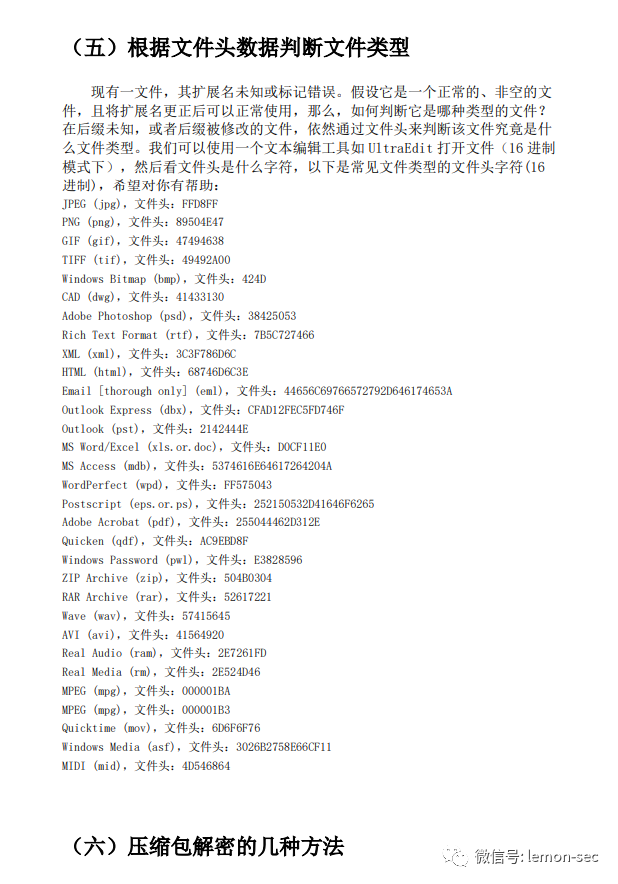 （五）根据文件头数据判断文件类型
现有一文件，其扩展名未知或标记错误。假设它是一个正常的、非空的文
件，且将扩展名更正后可以正常使用，那么，如何判断它是哪种类型的文件？
在后缀未知，或者后缀被修改的文件，依然通过文件头来判断该文件究竟是什
么文件类型。我们可以使用一个文本编辑工具如 UltraEdit 打开文件（16 进制
模式下），然后看文件头是什么字符，以下是常见文件类型的文件头字符(16
进制)，希望对你有帮助：
JPEG (jpg)，文件头：FFD8FF
PNG (png)，文件头：89504E47
GIF (gif)，文件头：47494638
TIFF (tif)，文件头：49492A00
Windows Bitmap (bmp)，文件头：424D
CAD (dwg)，文件头：41433130
Adobe Photoshop (psd)，文件头：38425053
Rich Text Format (rtf)，文件头：7B5C727466
XML (xml)，文件头：3C3F786D6C
HTML (html)，文件头：68746D6C3E
Email [thorough only] (eml)，文件头：44656C69766572792D646174653A
Outlook Express (dbx)，文件头：CFAD12FEC5FD746F
Outlook (pst)，文件头：2142444E
MS Word/Excel (xls.or.doc)，文件头：D0CF11E0
MS Access (mdb)，文件头：5374616E64617264204A
WordPerfect (wpd)，文件头：FF575043
Postscript (eps.or.ps)，文件头：252150532D41646F6265
Adobe Acrobat (pdf)，文件头：255044462D312E
Quicken (qdf)，文件头：AC9EBD8F
Windows Password (pwl)，文件头：E3828596
ZIP Archive (zip)，文件头：504B0304
RAR Archive (rar)，文件头：52617221
Wave (wav)，文件头：57415645
AVI (avi)，文件头：41564920
Real Audio (ram)，文件头：2E7261FD
Real Media (rm)，文件头：2E524D46
MPEG (mpg)，文件头：000001BA
MPEG (mpg)，文件头：000001B3
Quicktime (mov)，文件头：6D6F6F76
Windows Media (asf)，文件头：3026B2758E66CF11
MIDI (mid)，文件头：4D546864
（六）压缩包解密的几种方法
微信号: lemon-sec